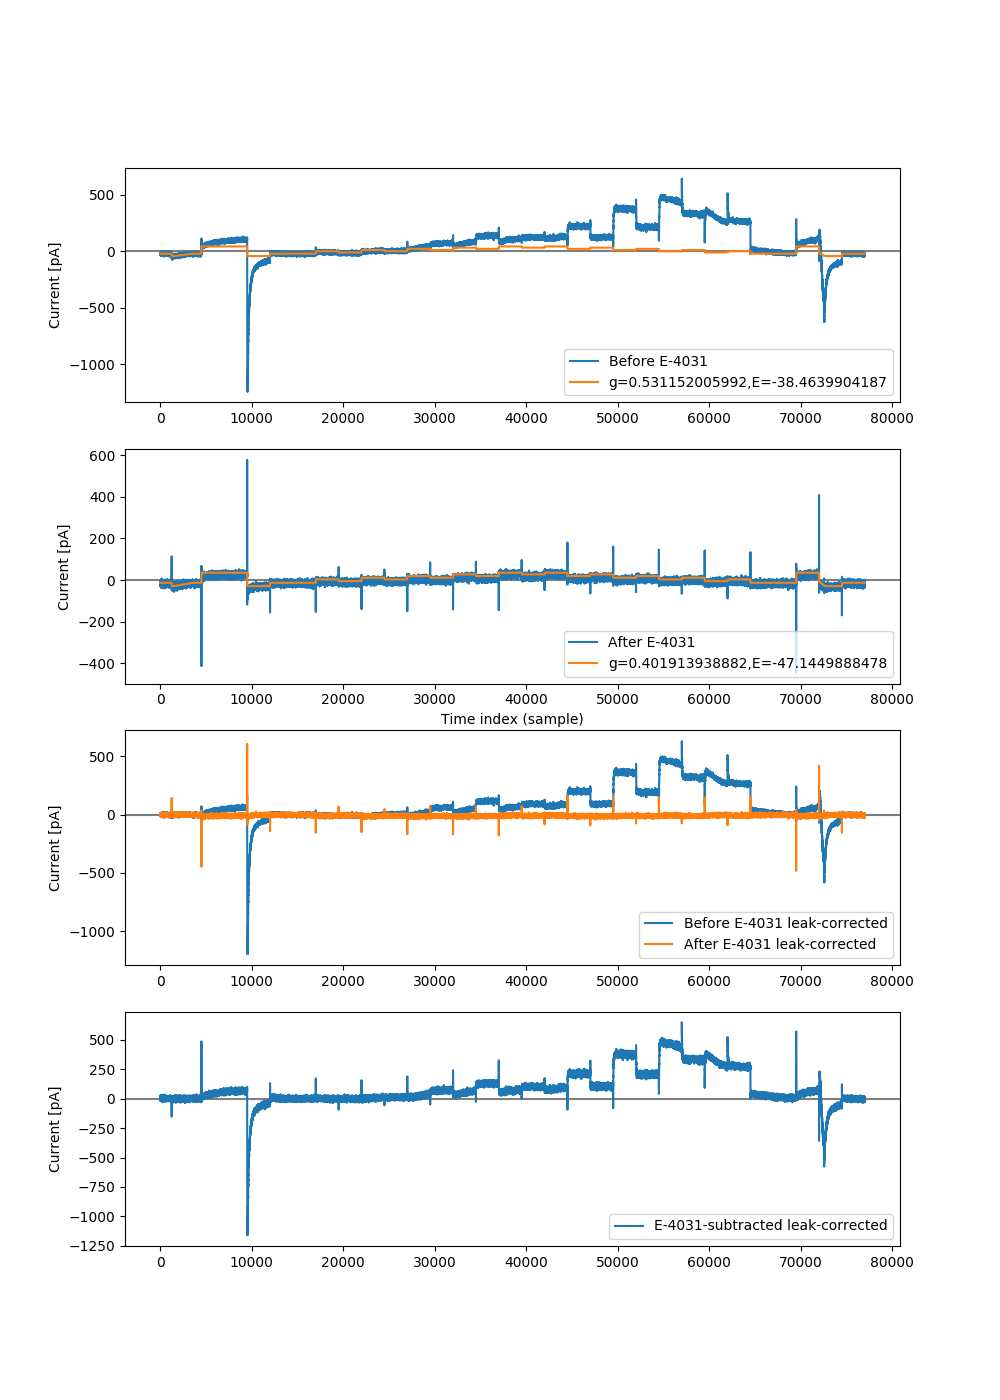 500
0
−500
−1000
Current [pA]
Before E-4031
g=0.531152005992,E=-38.4639904187
0 10000 20000 30000 40000 50000 60000 70000 80000
600
400
200
0
−200
−400
Current [pA]
After E-4031
g=0.401913938882,E=-47.1449888478
0 10000 20000 30000 40000 50000 60000 70000 80000
Time index (sample)
500
0
−500
−1000
Current [pA]
Before E-4031 leak-corrected
After E-4031 leak-corrected
0 10000 20000 30000 40000 50000 60000 70000 80000
500
250
0
−250
−500
−750
−1000
−1250
Current [pA]
E-4031-subtracted leak-corrected
0 10000 20000 30000 40000 50000 60000 70000 80000